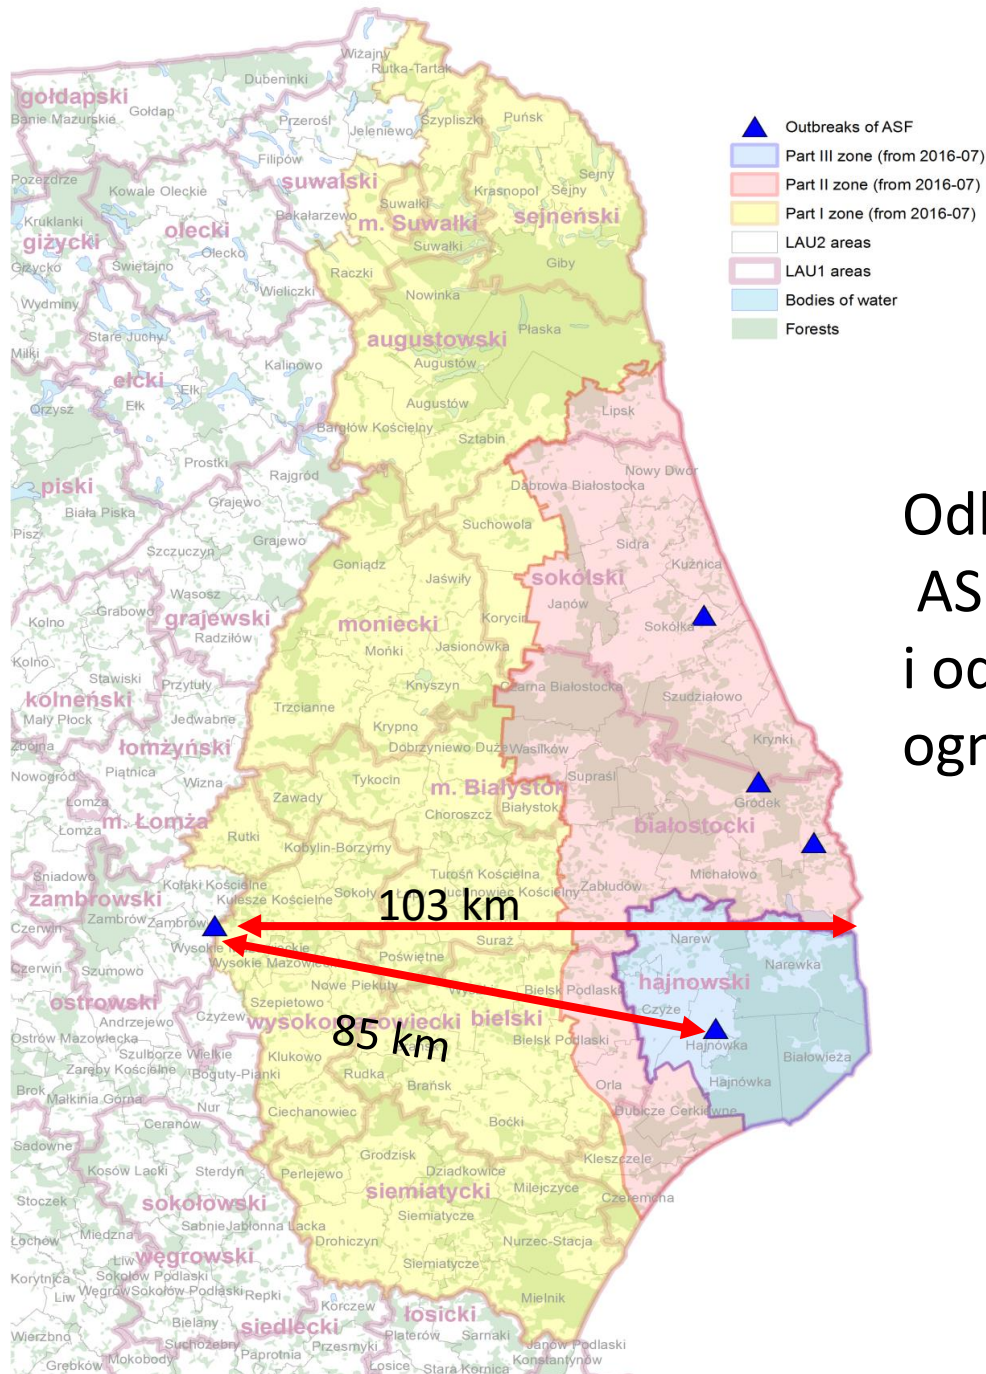 Wiżajny
Rutka-Tartak
Dubeninki
gołdapski
Gołdap
Banie Mazurskie
Przerośl
Jeleniewo
Szypliszki
Puńsk
Outbreaks of ASF
Part III zone (from 2016-07)
Part II zone (from 2016-07)
Part I zone (from 2016-07)
LAU2 areas
LAU1 areas
Bodies of water
Forests
Filipów
suwalski
Pozezdrze
Kowale Oleckie
Krasnopol
Sejny
Sejny
Suwałki
m. Suwałki
sejneński
Bakałarzewo
Kruklanki
olecki
giżycki
Olecko
Suwałki
Giżycko
Świętajno
Raczki
Giby
Wieliczki
Nowinka
Wydminy
Płaska
Stare Juchy
augustowski
Miłki
Kalinowo
Augustów
ełcki
Ełk
Ełk
Orzysz
Augustów
Lipsk
Bargłów Kościelny
Sztabin
Prostki
Rajgród
Nowy Dwór
Dąbrowa Białostocka
piski
Biała Piska
Grajewo
Suchowola
Pisz
Grajewo
Sidra
Szczuczyn
Goniądz
Kuźnica
Jaświły
sokólski
Wąsosz
Janów
Grabowo
grajewski
Kolno
moniecki
Korycin
Sokółka
Radziłów
Mońki
Jasionówka
Kolno
Stawiski
Przytuły
Knyszyn
Czarna Białostocka
kolneński
Szudziałowo
Mały Płock
Jedwabne
Trzcianne
Krypno
Zbójna
łomżyński
Dobrzyniewo Duże
Wasilków
Krynki
Nowogród
Piątnica
Wizna
Tykocin
Supraśl
m. Białystok
Łomża
Zawady
Choroszcz
Białystok
Gródek
m. Łomża
Łomża
Rutki
białostocki
Kobylin-Borzymy
Śniadowo
Turośń Kościelna
Michałowo
Kołaki Kościelne
Zabłudów
zambrowski
Kulesze Kościelne
Sokoły
103 km
Zambrów
Zambrów
Czerwin
Suraż
Narew
Wysokie Mazowieckie
Poświętne
Narewka
Czerwin
Szumowo
Nowe Piekuty
Bielsk Podlaski
hajnowski
ostrowski
Szepietowo
Czyże
Andrzejewo
Czyżew
bielski
Ostrów Mazowiecka
85 km
Bielsk Podlaski
Hajnówka
Szulborze Wielkie
Klukowo
Białowieża
Zaręby Kościelne
Boguty-Pianki
Rudka
Brańsk
Orla
Hajnówka
Brok
Małkinia Górna
Nur
Ciechanowiec
Dubicze Cerkiewne
Ceranów
Boćki
Sadowne
Grodzisk
Kleszczele
Kosów Lacki
Sterdyń
Perlejewo
Dziadkowice
Stoczek
siemiatycki
Milejczyce
Czeremcha
sokołowski
Siemiatycze
Sabnie
Jabłonna Lacka
Łochów
Miedzna
Drohiczyn
Nurzec-Stacja
Liw
węgrowski
Siemiatycze
Korytnica
Sokołów Podlaski
Liw
Węgrów
Sokołów Podlaski
Repki
Mielnik
Korczew
łosicki
Bielany
siedlecki
Platerów
Sarnaki
Wierzbno
Suchożebry
Przesmyki
Janów Podlaski
Grębków
Mokobody
Paprotnia
Łosice
Stara Kornica
Konstantynów
AS
i od
ogr